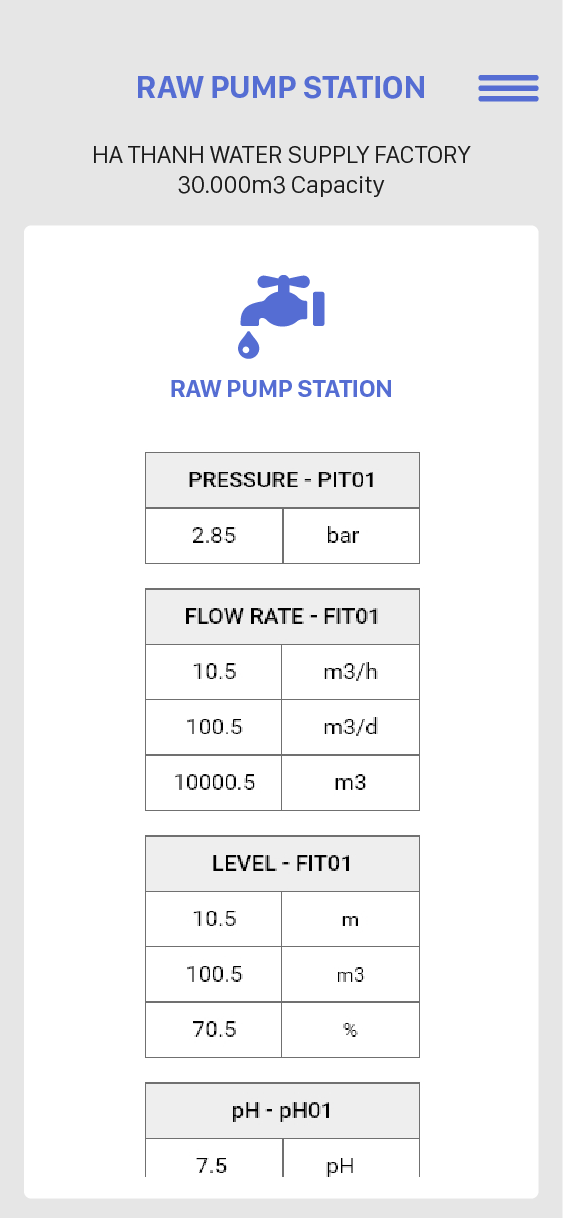 RAW PUMP STATION
HA THANH WATER SUPPLY FACTORY
30.000m3 Capacity
RAW PUMP STATION
PRESSURE - PIT01
2.85 bar
FLOW RATE - FIT01
10.5 m3/h
100.5 m3/d
10000.5 m3
LEVEL - FIT01
10.5 m
100.5 m3
70.5 %
pH - pH01
7.5 pH